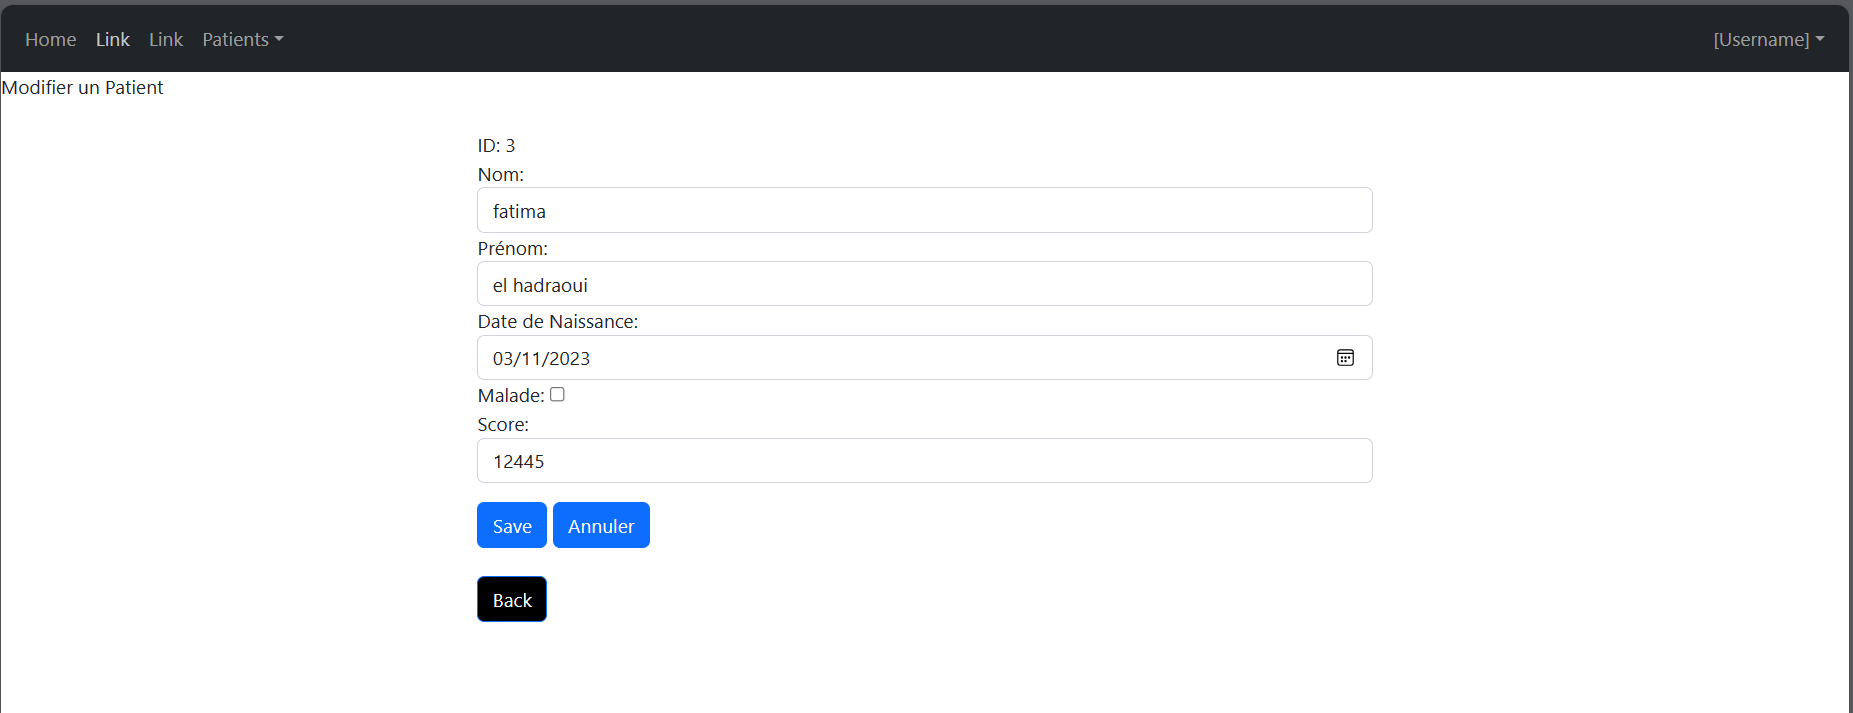 Home Link Link Patients [Username]
Modifier un Patient
ID: 3
Nom:
fatima
Prénom:
el hadraoui
Date de Naissance:
03/11/2023
Malade:
Score:
12445
Save Annuler
Back